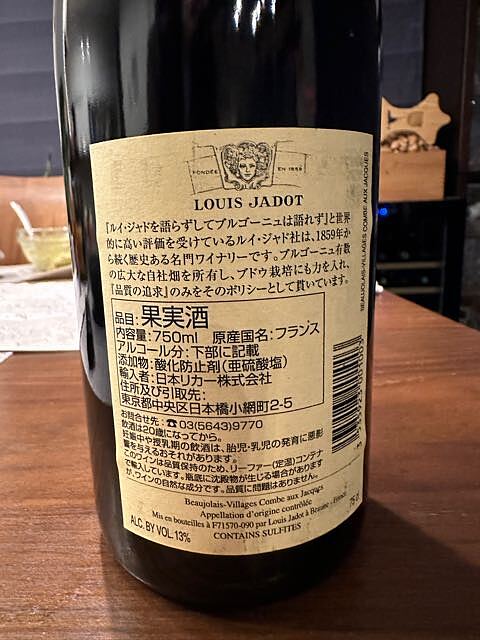 FONDÉE EN 1859
LOUIS JADOT
『ルイ・ジャドを語らずしてブルゴーニュは語れず』と世界
的に高い評価を受けているルイ・ジャド社は、1859年か
ら続く歴史ある名門ワイナリーです。ブルゴーニュ有数
の広大な自社畑を所有し、ブドウ栽培にも力を入れ、
『品質の追求』のみをそのポリシーとして貫いています。
品目:果実酒
内容量:750ml 原産国名:フランス
アルコール分:下部に記載
添加物:酸化防止剤(亜硫酸塩)
輸入者:日本リカー株式会社
住所及び引取先:
東京都中央区日本橋小網町2-5
お問合せ先:☎03(5643)9770
飲酒は20歳になってから。
妊娠中や授乳期の飲酒は、胎児・乳児の発育に悪影
響を与えるおそれがあります。
このワインは品質保持のため、リーファー(定温)コンテナ
で輸入しています。瓶底に沈殿物が生じる場合があります
が、ワインの自然な成分です。品質に問題はありません。
Beaujolais-Villages Combe aux Jacques
Appellation d'origine contrôlée
Mis en bouteilles à F71570-090 par Louis Jadot à Beaune - France
ALC. BY VOL. 13%
CONTAINS SULFITES
75 cl
BEAUJOLAIS-VILLAGES COMBE AUX JACQUES